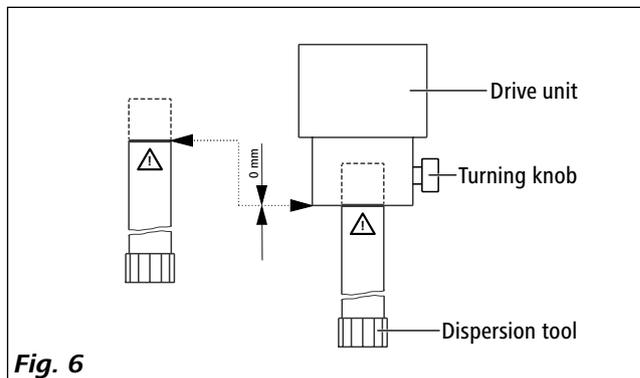 Drive unit
0 mm
Turning knob
Dispersion tool
Fig. 6